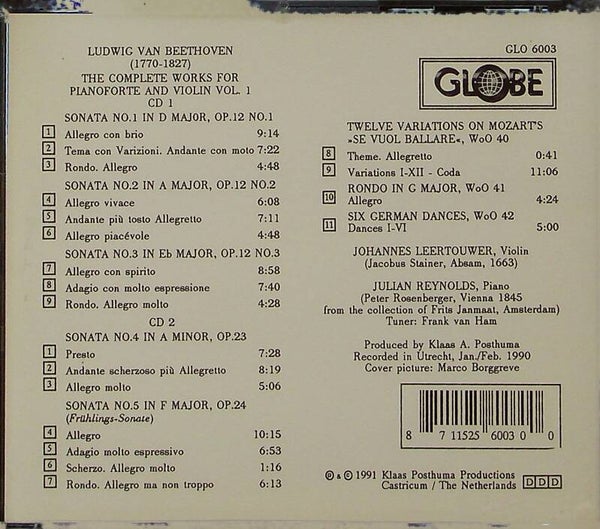 LUDWIG VAN BEETHOVEN
(1770-1827)
THE COMPLETE WORKS FOR
PIANOFORTE AND VIOLIN VOL. 1
CD 1
SONATA NO.1 IN D MAJOR, OP.12 NO.1
1 Allegro con brio 9:14
2 Tema con Varizioni. Andante con moto 7:22
3 Rondo. Allegro 4:48
SONATA NO.2 IN A MAJOR, OP.12 NO.2
4 Allegro vivace 6:08
5 Andante più tosto Allegretto 7:11
6 Allegro piacévole 4:48
SONATA NO.3 IN Eb MAJOR, OP.12 NO.3
7 Allegro con spirito 8:58
8 Adagio con molto espressione 7:40
9 Rondo. Allegro molto 4:28
CD 2
SONATA NO.4 IN A MINOR, OP.23
1 Presto 7:28
2 Andante scherzoso più Allegretto 8:19
3 Allegro molto 5:06
SONATA NO.5 IN F MAJOR, OP.24
(Frühlings-Sonate)
4 Allegro 10:15
5 Adagio molto espressivo 6:53
6 Scherzo. Allegro molto 1:16
7 Rondo. Allegro ma non troppo 6:13
GLO 6003
GLOBE
TWELVE VARIATIONS ON MOZART'S
»SE VUOL BALLARE«, WoO 40
8 Theme. Allegretto 0:41
9 Variations I-XII - Coda 11:06
RONDO IN G MAJOR, WoO 41
10 Allegro 4:24
SIX GERMAN DANCES, WoO 42
11 Dances I-VI 5:00
JOHANNES LEERTOUWER, Violin
(Jacobus Stainer, Absam, 1663)
JULIAN REYNOLDS, Piano
(Peter Rosenberger, Vienna 1845
from the collection of Frits Janmaat, Amsterdam)
Tuner: Frank van Ham
Produced by Klaas A. Posthuma
Recorded in Utrecht, Jan./Feb. 1990
Cover picture: Marco Borggreve
8 711525 600300
℗ & © 1991 Klaas Posthuma Productions
Castricum / The Netherlands DDD